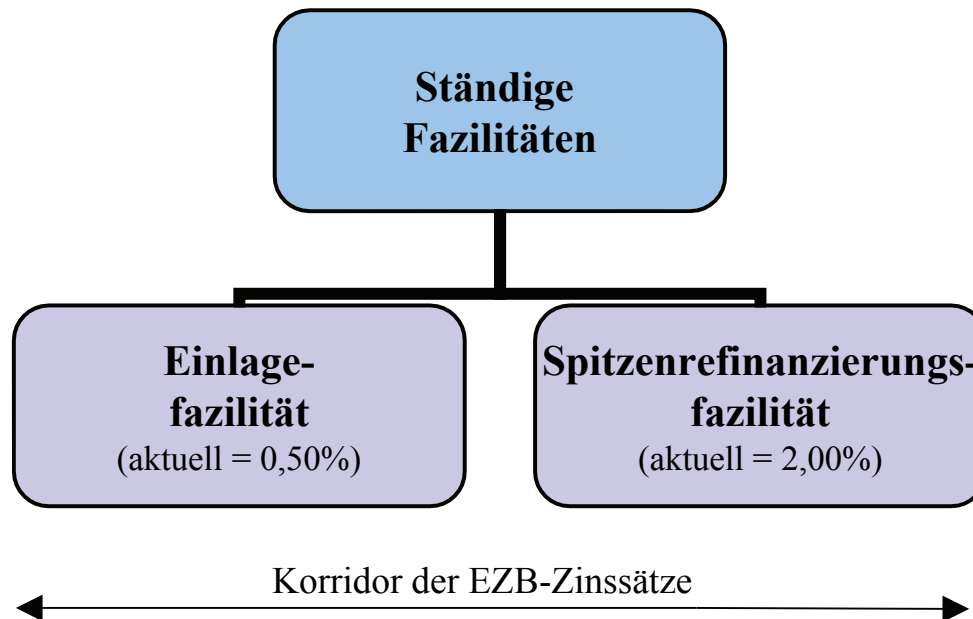 Ständige
Fazilitäten
Einlage-
fazilität
(aktuell = 0,50%)
Spitzenrefinanzierungs-
fazilität
(aktuell = 2,00%)
Korridor der EZB-Zinssätze